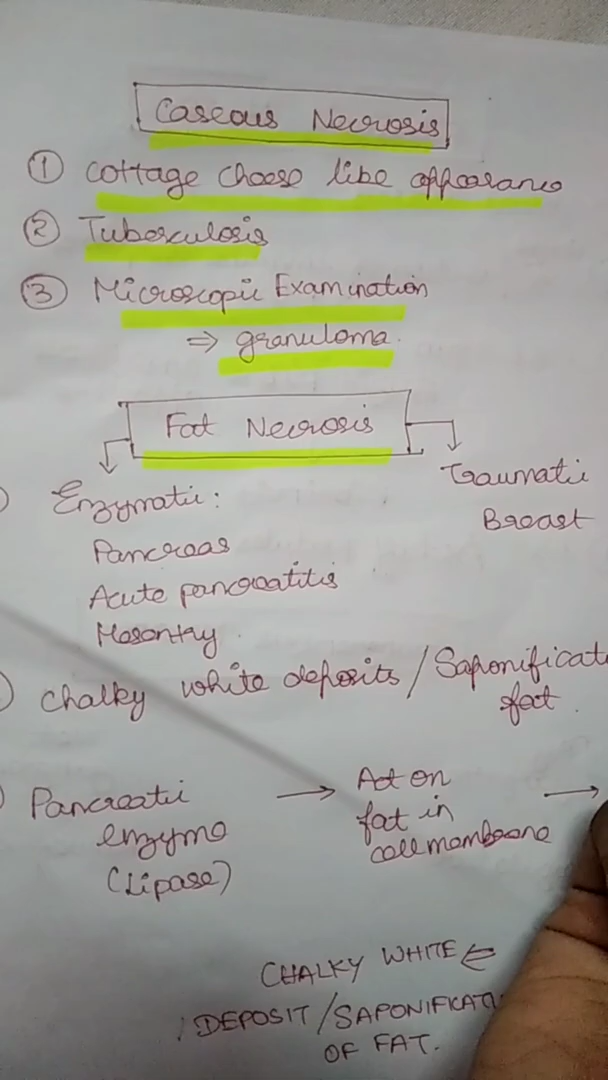 Caseous Necrosis
① Cottage cheese like appearance
② Tuberculosis
③ Microscopic Examination
⇒ granuloma.
Fat Necrosis
Enzymatic:
Traumatic
Breast
Pancreas
Acute pancreatitis
Mesentry.
Chalky white deposits / Saponificat
fat.
Pancreatic → Act on →
enzyme fat in
(Lipase) cell membrane
CHALKY WHITE ⇐
DEPOSIT/SAPONIFICATI
OF FAT.